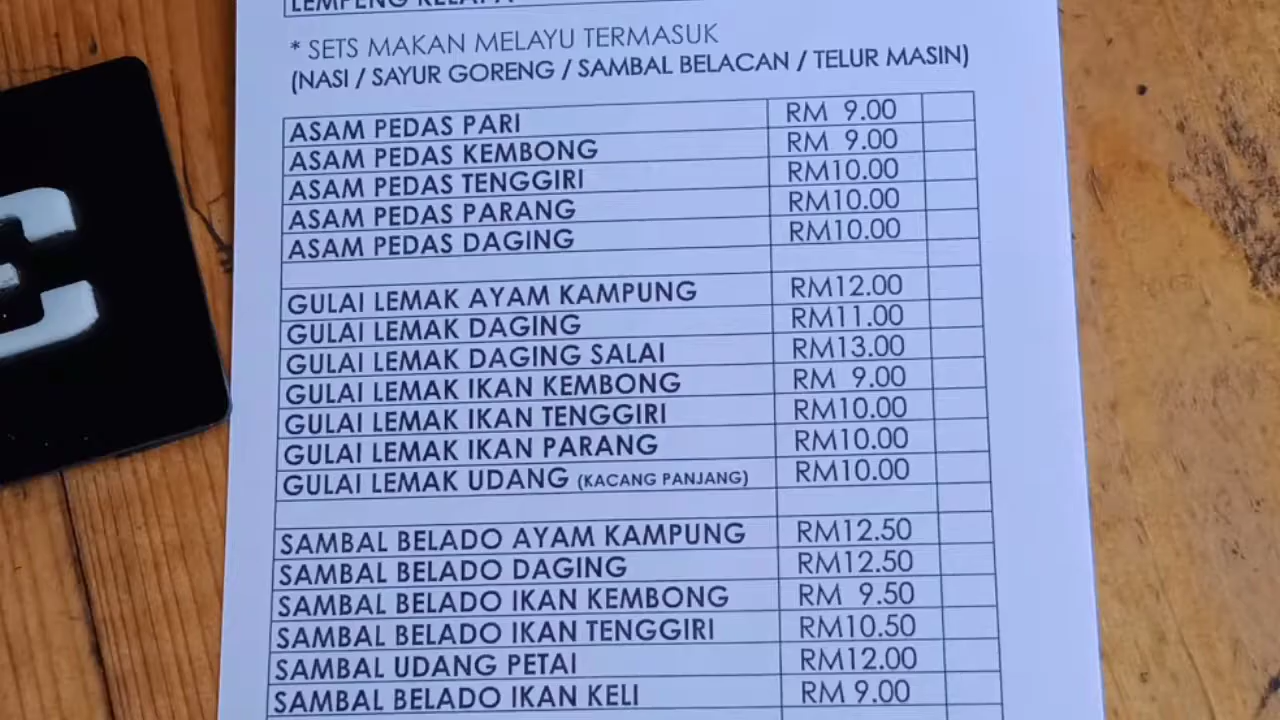 LEMPENG KELAPA
* SETS MAKAN MELAYU TERMASUK
(NASI / SAYUR GORENG / SAMBAL BELACAN / TELUR MASIN)
ASAM PEDAS PARI RM 9.00
ASAM PEDAS KEMBONG RM 9.00
ASAM PEDAS TENGGIRI RM10.00
ASAM PEDAS PARANG RM10.00
ASAM PEDAS DAGING RM10.00
GULAI LEMAK AYAM KAMPUNG RM12.00
GULAI LEMAK DAGING RM11.00
GULAI LEMAK DAGING SALAI RM13.00
GULAI LEMAK IKAN KEMBONG RM 9.00
GULAI LEMAK IKAN TENGGIRI RM10.00
GULAI LEMAK IKAN PARANG RM10.00
GULAI LEMAK UDANG (KACANG PANJANG) RM10.00
SAMBAL BELADO AYAM KAMPUNG RM12.50
SAMBAL BELADO DAGING RM12.50
SAMBAL BELADO IKAN KEMBONG RM 9.50
SAMBAL BELADO IKAN TENGGIRI RM10.50
SAMBAL UDANG PETAI RM12.00
SAMBAL BELADO IKAN KELI RM 9.00